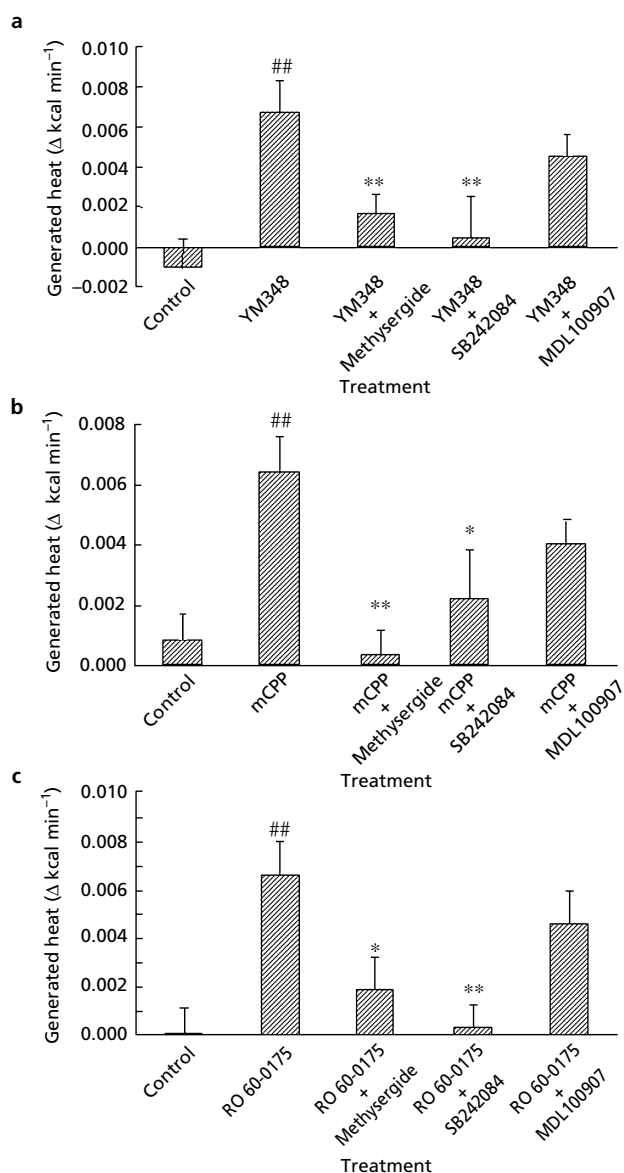 a
Generated heat (Δ kcal min⁻¹)
0.010
0.008
0.006
0.004
0.002
0.000
−0.002
##
**
**
Control
YM348
YM348
+
Methysergide
YM348
+
SB242084
YM348
+
MDL100907
Treatment
b
Generated heat (Δ kcal min⁻¹)
0.008
0.006
0.004
0.002
0.000
##
**
*
Control
mCPP
mCPP
+
Methysergide
mCPP
+
SB242084
mCPP
+
MDL100907
Treatment
c
Generated heat (Δ kcal min⁻¹)
0.010
0.008
0.006
0.004
0.002
0.000
##
*
**
Control
RO 60-0175
RO 60-0175
+
Methysergide
RO 60-0175
+
SB242084
RO 60-0175
+
MDL100907
Treatment